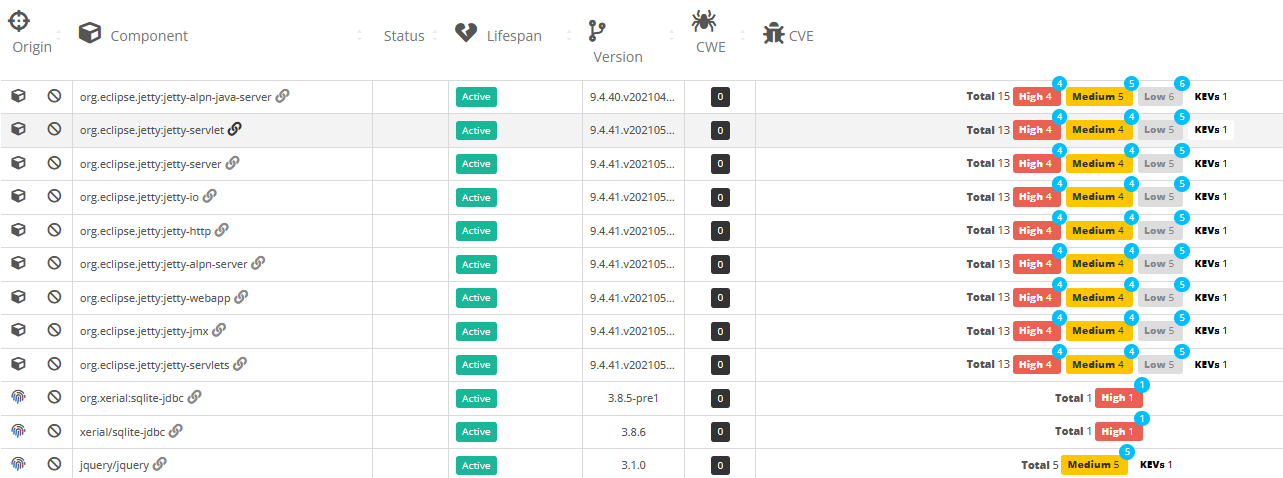 Origin Component Status Lifespan Version CWE CVE
org.eclipse.jetty:jetty-alpn-java-server Active 9.4.40.v202104... 0 Total 15 High 4 4 Medium 5 5 Low 6 6 KEVs 1
org.eclipse.jetty:jetty-servlet Active 9.4.41.v202105... 0 Total 13 High 4 4 Medium 4 4 Low 5 5 KEVs 1
org.eclipse.jetty:jetty-server Active 9.4.41.v202105... 0 Total 13 High 4 4 Medium 4 4 Low 5 5 KEVs 1
org.eclipse.jetty:jetty-io Active 9.4.41.v202105... 0 Total 13 High 4 4 Medium 4 4 Low 5 5 KEVs 1
org.eclipse.jetty:jetty-http Active 9.4.41.v202105... 0 Total 13 High 4 4 Medium 4 4 Low 5 5 KEVs 1
org.eclipse.jetty:jetty-alpn-server Active 9.4.41.v202105... 0 Total 13 High 4 4 Medium 4 4 Low 5 5 KEVs 1
org.eclipse.jetty:jetty-webapp Active 9.4.41.v202105... 0 Total 13 High 4 4 Medium 4 4 Low 5 5 KEVs 1
org.eclipse.jetty:jetty-jmx Active 9.4.41.v202105... 0 Total 13 High 4 4 Medium 4 4 Low 5 5 KEVs 1
org.eclipse.jetty:jetty-servlets Active 9.4.41.v202105... 0 Total 13 High 4 4 Medium 4 4 Low 5 5 KEVs 1
org.xerial:sqlite-jdbc Active 3.8.5-pre1 0 Total 1 High 1 1
xerial/sqlite-jdbc Active 3.8.6 0 Total 1 High 1 1
jquery/jquery Active 3.1.0 0 Total 5 Medium 5 5 KEVs 1